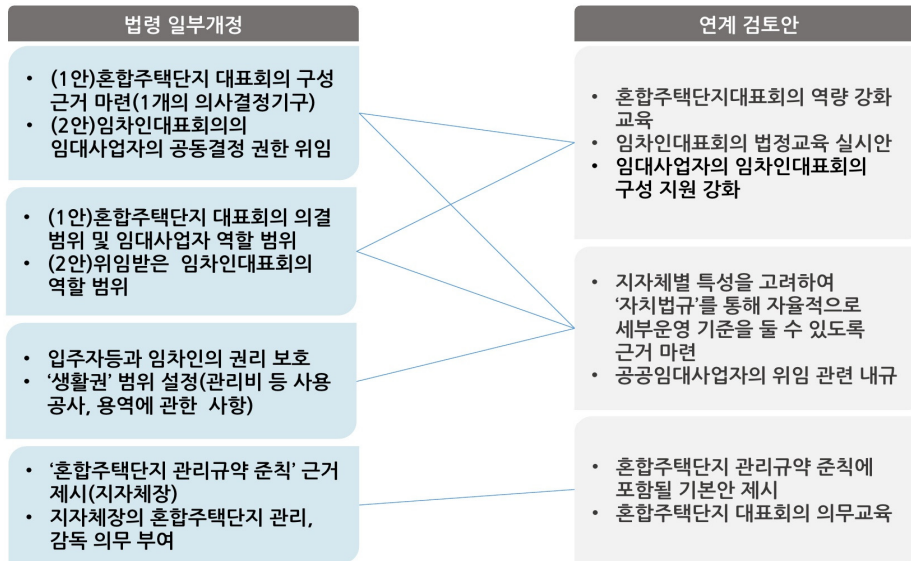 법령 일부개정
• (1안)혼합주택단지 대표회의 구성
근거 마련(1개의 의사결정기구)
• (2안)임차인대표회의의
임대사업자의 공동결정 권한 위임
• (1안)혼합주택단지 대표회의 의결
범위 및 임대사업자 역할 범위
• (2안)위임받은 임차인대표회의
역할 범위
• 입주자등과 임차인의 권리 보호
• ‘생활권’ 범위 설정(관리비 등 사용
공사, 용역에 관한 사항)
• ‘혼합주택단지 관리규약 준칙’ 근거
제시(지자체장)
• 지자체장의 혼합주택단지 관리,
감독 의무 부여
연계 검토안
• 혼합주택단지대표회의 역량 강화
교육
• 임차인대표회의 법정교육 실시안
• 임대사업자의 임차인대표회의
구성 지원 강화
• 지자체별 특성을 고려하여
‘자치법규’를 통해 자율적으로
세부운영 기준을 둘 수 있도록
근거 마련
• 공공임대사업자의 위임 관련 내규
• 혼합주택단지 관리규약 준칙에
포함될 기본안 제시
• 혼합주택단지 대표회의 의무교육